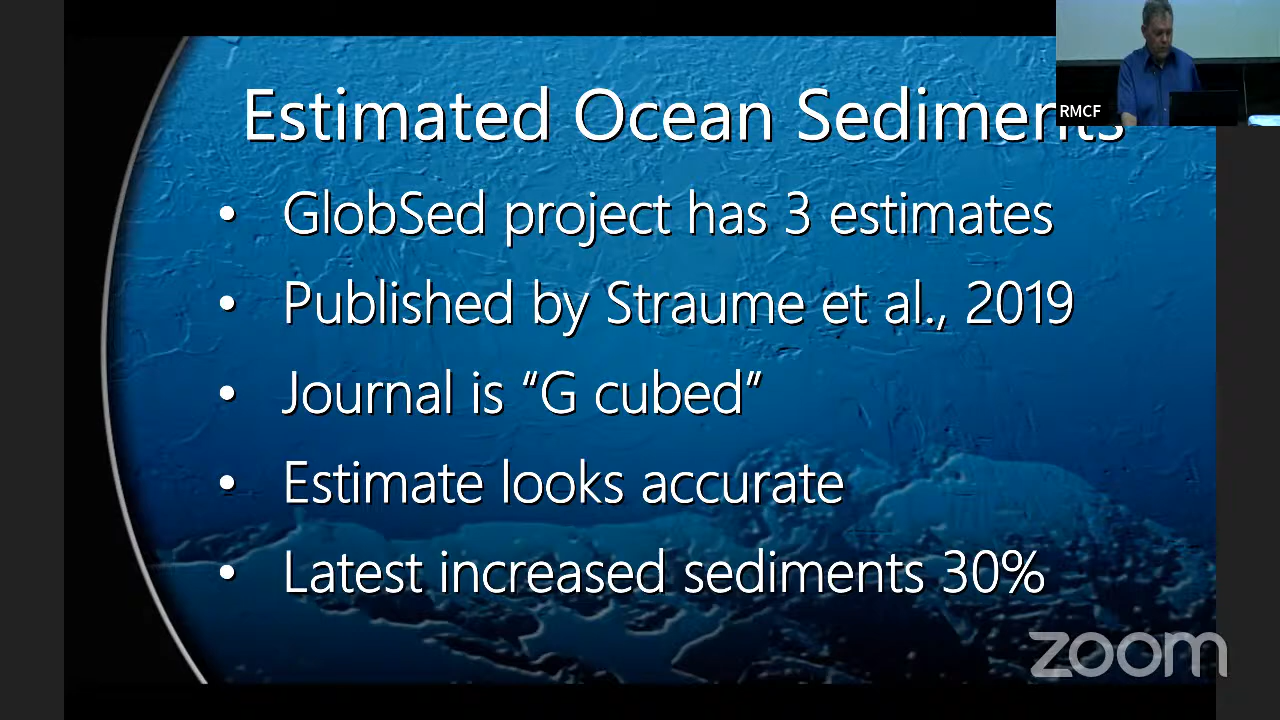 Estimated Ocean Sediments
RMCF
• GlobSed project has 3 estimates
• Published by Straume et al., 2019
• Journal is “G cubed”
• Estimate looks accurate
• Latest increased sediments 30%
zoom